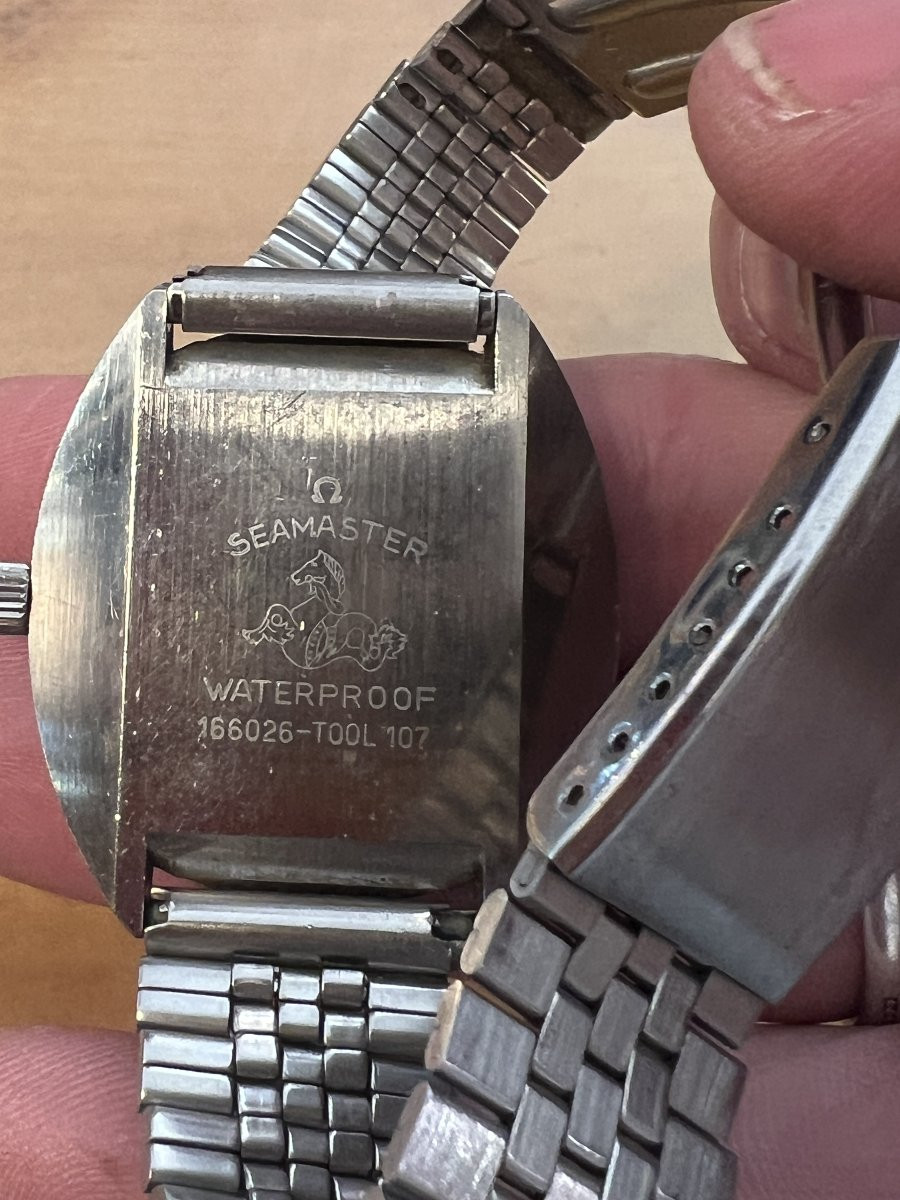 Ω
SEAMASTER
WATERPROOF
166026-TOOL 107